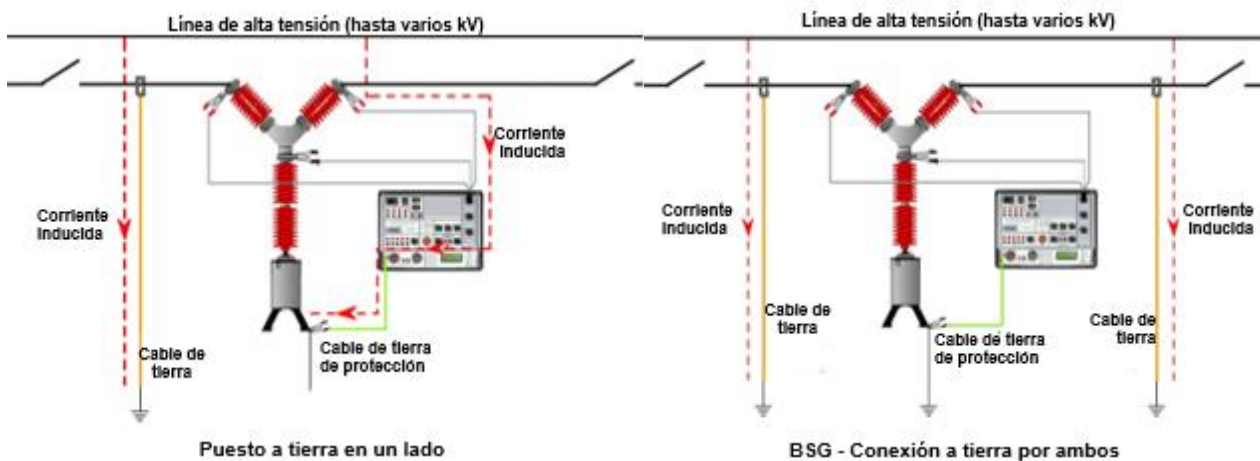 Línea de alta tensión (hasta varios kV)
Corriente
Inducida
Corriente
Inducida
Cable de
tierra
Cable de tierra
de protección
Puesto a tierra en un lado
Línea de alta tensión (hasta varios kV)
Corriente
Inducida
Corriente
Inducida
Cable de
tierra
Cable de
tierra
Cable de tierra
de protección
BSG - Conexión a tierra por ambos